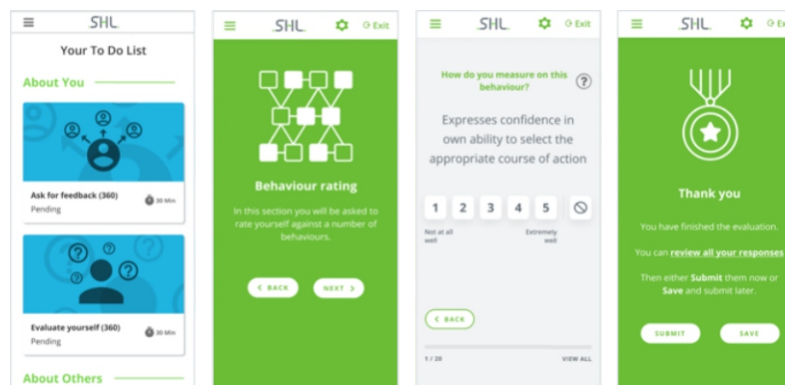 SHL
Your To Do List
About You
Ask for feedback (360)
Pending
30 Min
Evaluate yourself (360)
Pending
30 Min
About Others
SHL
Exit
Behaviour rating
In this section you will be asked to
rate yourself against a number of
behaviours.
< BACK
NEXT >
SHL
Exit
How do you measure on this
behaviour?
?
Expresses confidence in
own ability to select the
appropriate course of action
1 2 3 4 5
Not at all
well
Extremely
well
< BACK
1 / 20
VIEW ALL
SHL
Thank you
You have finished the evaluation.
You can review all your responses
Then either Submit them now or
Save and submit later.
SUBMIT
SAVE